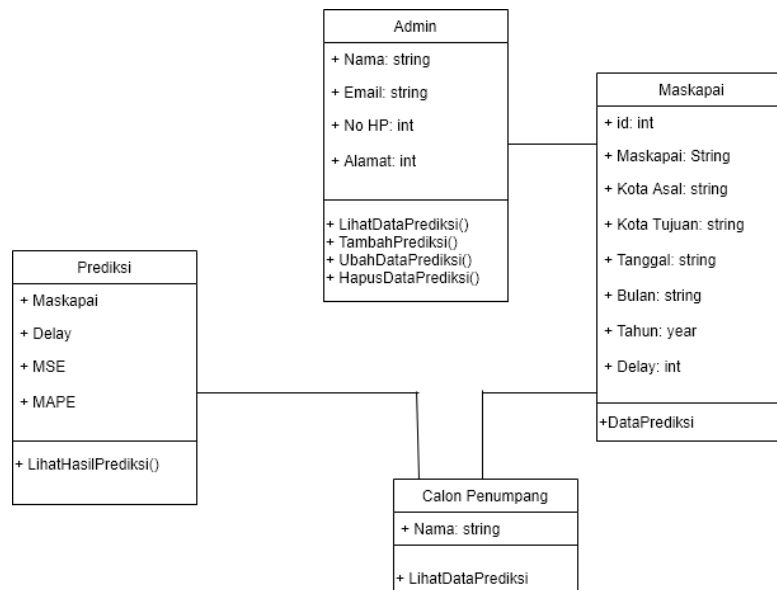 Admin
+ Nama: string
+ Email: string
+ No HP: int
+ Alamat: int
+ LihatDataPrediksi()
+ TambahPrediksi()
+ UbahDataPrediksi()
+ HapusDataPrediksi()
Maskapai
+ id: int
+ Maskapai: String
+ Kota Asal: string
+ Kota Tujuan: string
+ Tanggal: string
+ Bulan: string
+ Tahun: year
+ Delay: int
+DataPrediksi
Prediksi
+ Maskapai
+ Delay
+ MSE
+ MAPE
+ LihatHasilPrediksi()
Calon Penumpang
+ Nama: string
+ LihatDataPrediksi